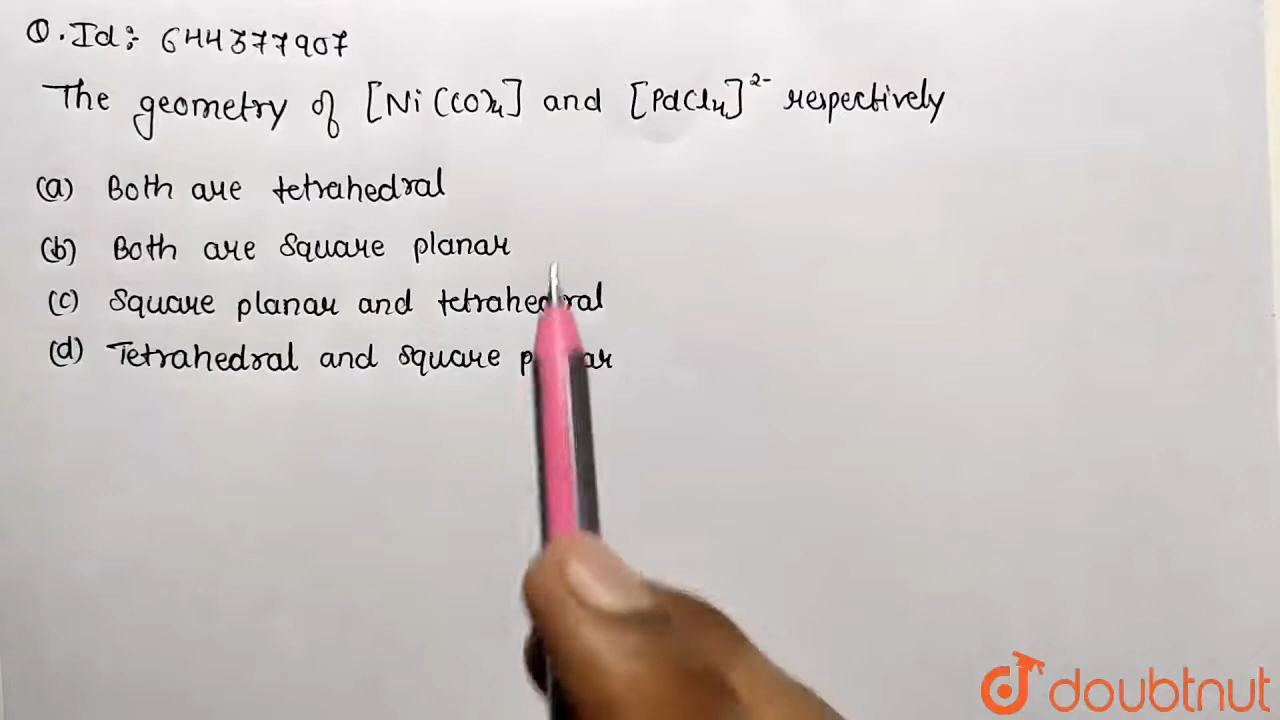 Q. Id:- 644377907
The geometry of [Ni(CO)4] and [PdCl4]2- respectively
(a) Both are tetrahedral
(b) Both are square planar
(c) Square planar and tetrahedral
(d) Tetrahedral and square planar
doubtnut